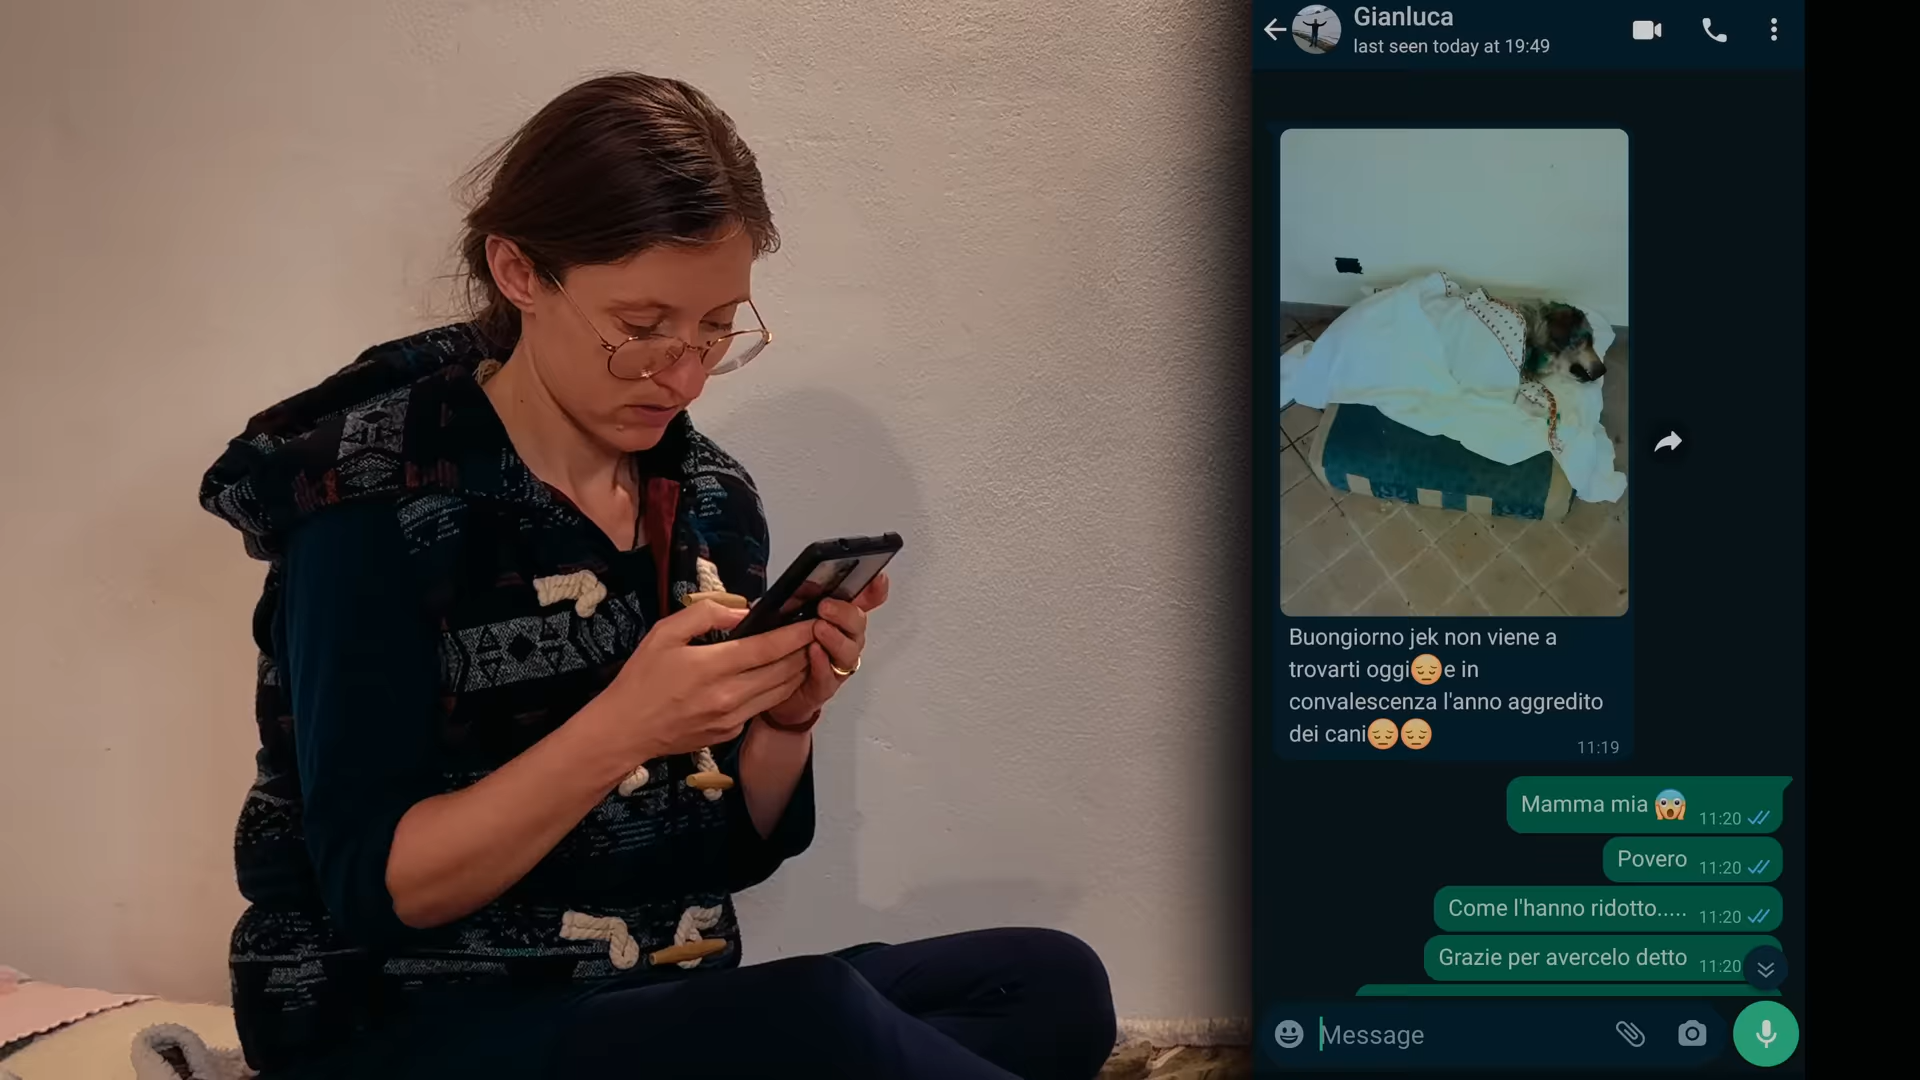 Gianluca
last seen today at 19:49
Buongiorno jek non viene a
trovarti oggi😔e in
convalescenza l'anno aggredito
dei cani😔😔
11:19
Mamma mia 😱 11:20
Povero 11:20
Come l'hanno ridotto..... 11:20
Grazie per avercelo detto 11:20
Message